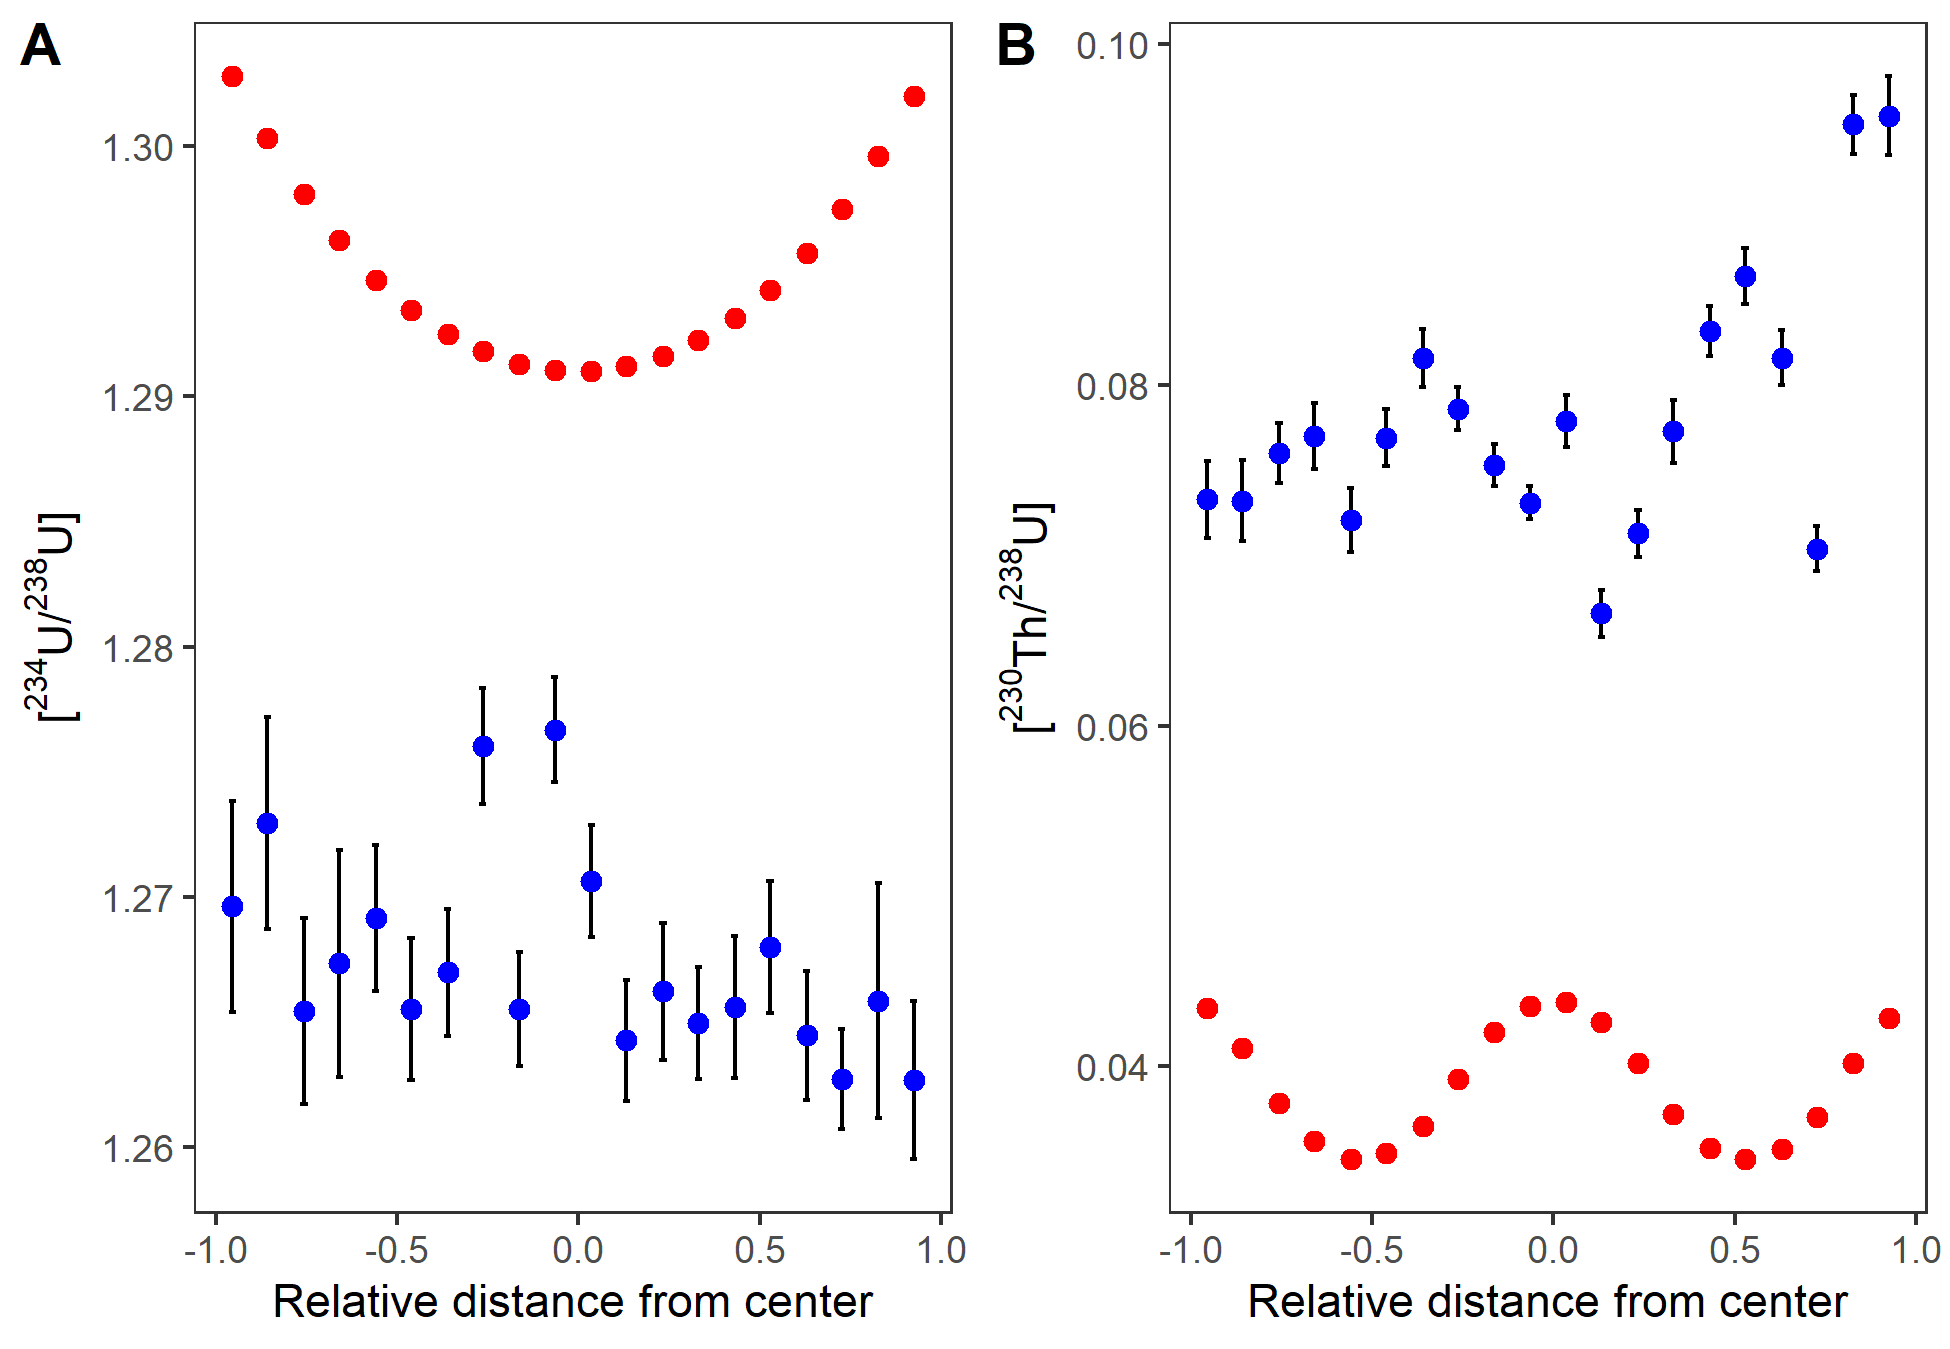 A
1.30
1.29
1.28
1.27
1.26
[²³⁴U/²³⁸U]
-1.0 -0.5 0.0 0.5 1.0
Relative distance from center
B
0.10
0.08
0.06
0.04
[²³⁰Th/²³⁸U]
-1.0 -0.5 0.0 0.5 1.0
Relative distance from center